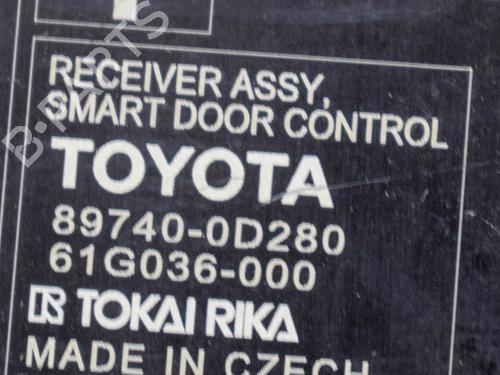 RECEIVER ASSY,
SMART DOOR CONTROL
TOYOTA
89740-0D280
61G036-000
TOKAI RIKA
MADE IN CZECH
B-PARTS